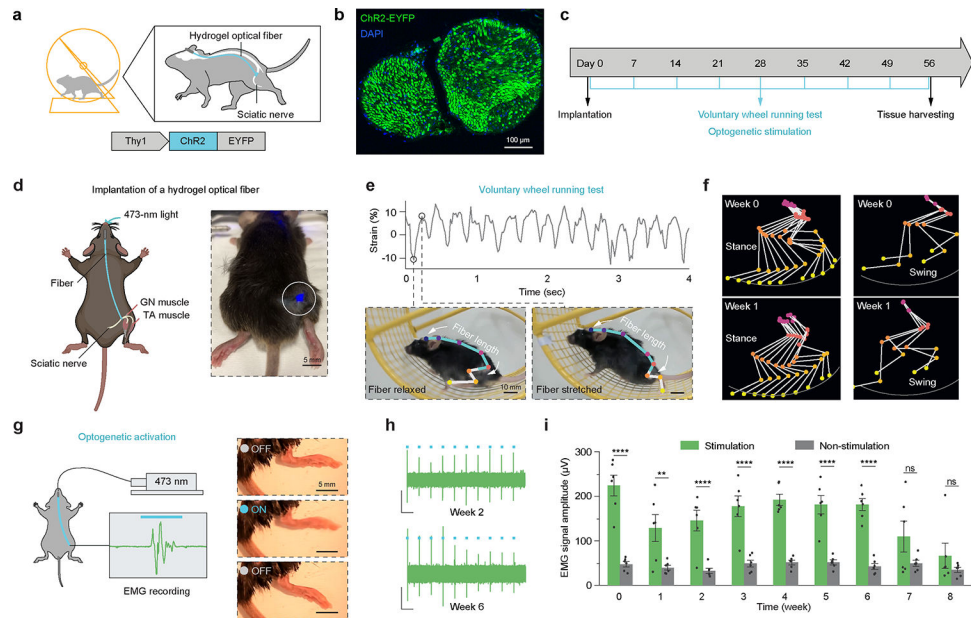 a
Hydrogel optical fiber
Sciatic nerve
Thy1 ChR2 EYFP
b
ChR2-EYFP
DAPI
100 µm
c
Day 0 7 14 21 28 35 42 49 56
Implantation
Voluntary wheel running test
Optogenetic stimulation
Tissue harvesting
d
Implantation of a hydrogel optical fiber
473-nm light
Fiber
GN muscle
TA muscle
Sciatic nerve
5 mm
e
Voluntary wheel running test
Strain (%)
10
0
-10
0 1 2 3 4
Time (sec)
Fiber length
Fiber relaxed
10 mm
Fiber length
Fiber stretched
f
Week 0
Stance
Week 0
Swing
Week 1
Stance
Week 1
Swing
g
Optogenetic activation
473 nm
EMG recording
OFF
5 mm
ON
OFF
h
Week 2
Week 6
i
Stimulation Non-stimulation
EMG signal amplitude (µV)
300
200
100
0
**** ** **** **** **** **** **** ns ns
0 1 2 3 4 5 6 7 8
Time (week)